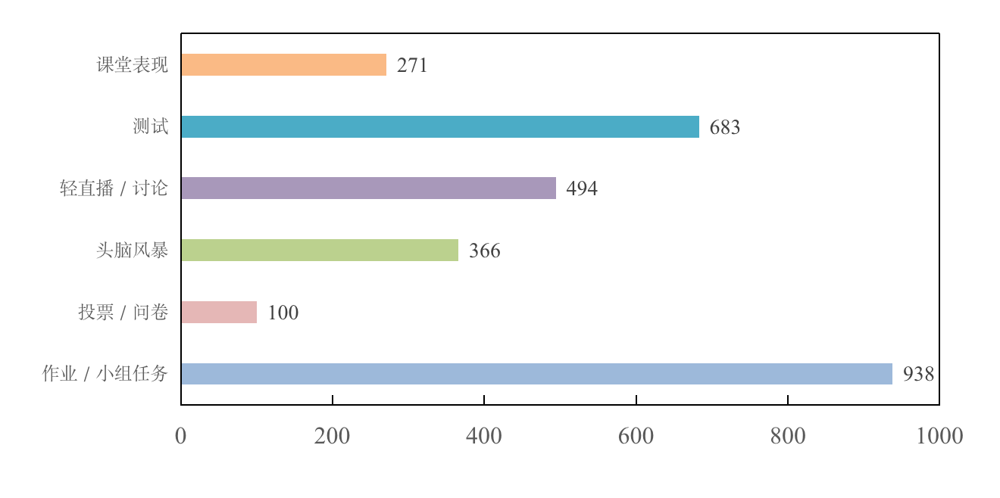 课堂表现 271
测试 683
轻直播 / 讨论 494
头脑风暴 366
投票 / 问卷 100
作业 / 小组任务 938
0 200 400 600 800 1000